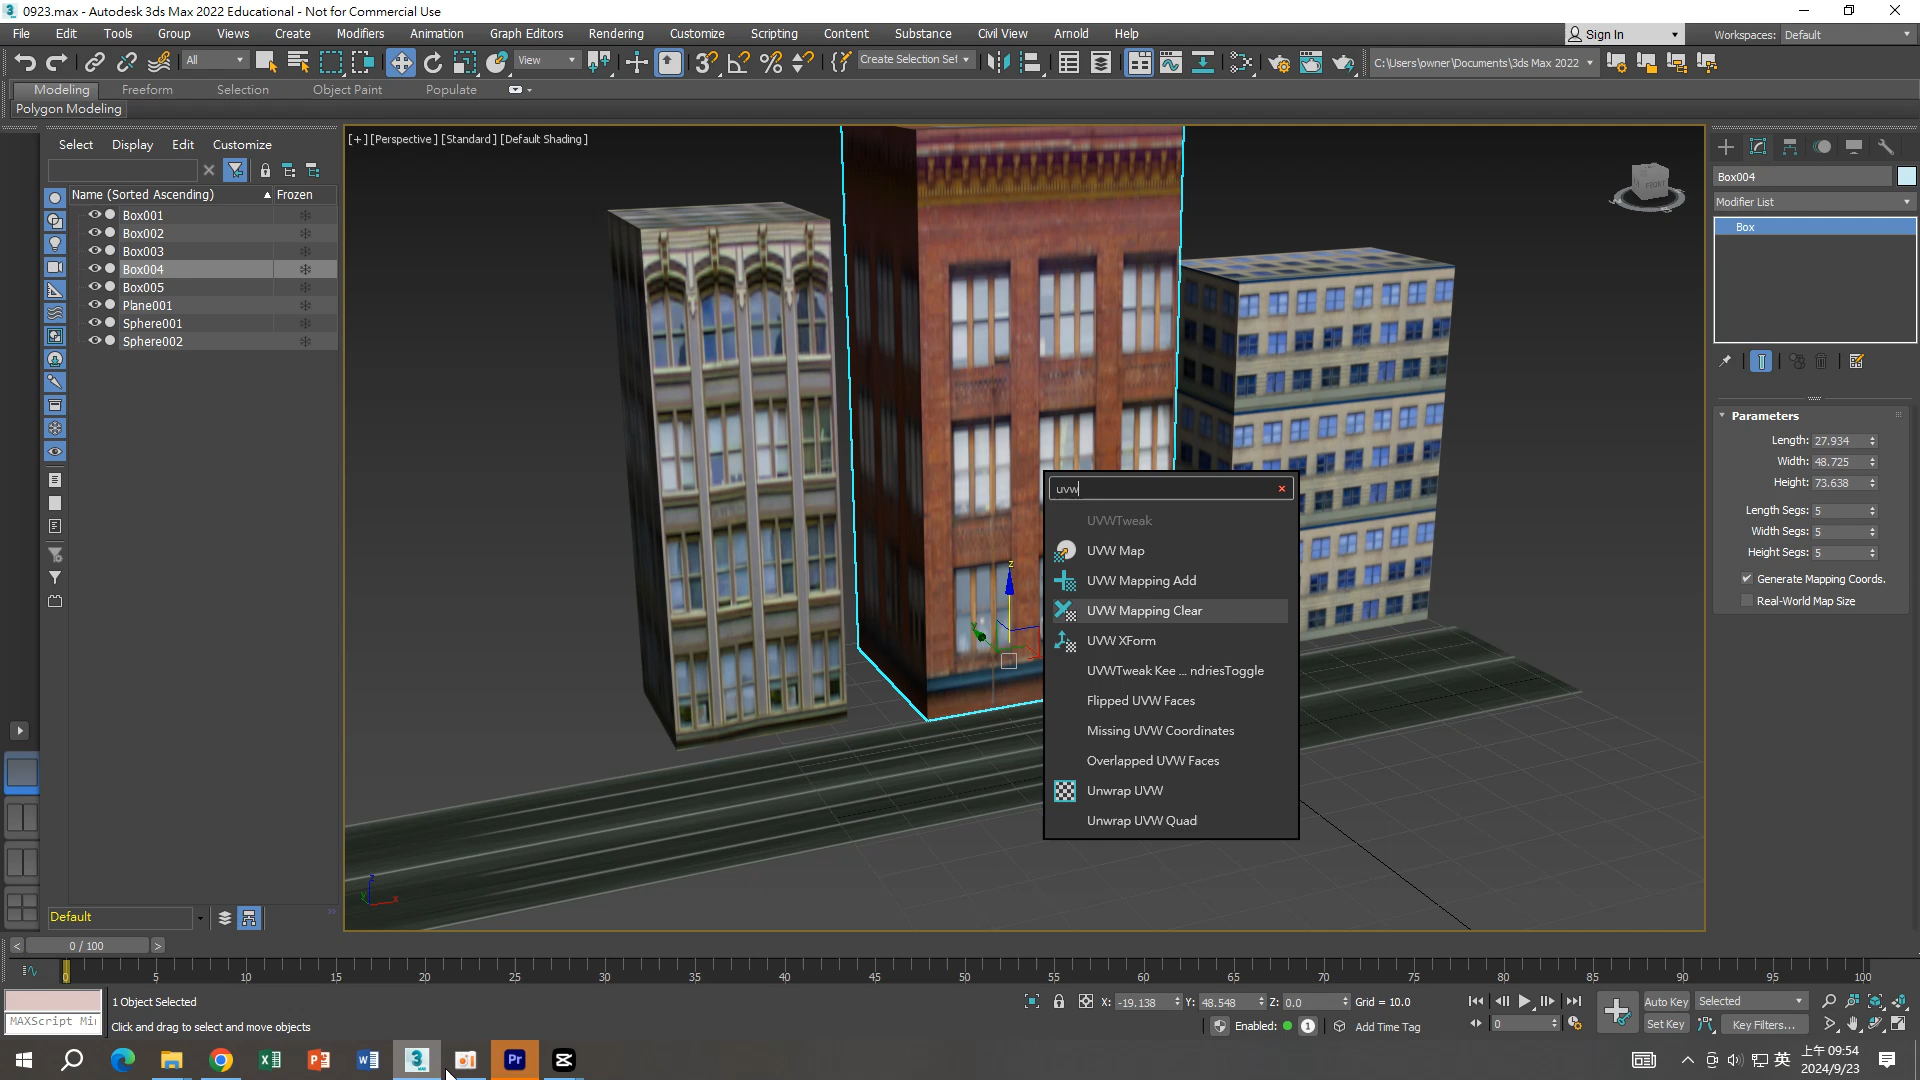 0923.max - Autodesk 3ds Max 2022 Educational - Not for Commercial Use
File Edit Tools Group Views Create Modifiers Animation Graph Editors Rendering Customize Scripting Content Substance Civil View Arnold Help
Sign In
Workspaces: Default
All
View
Create Selection Set
C:\Users\owner\Documents\3ds Max 2022
Modeling Freeform Selection Object Paint Populate
Polygon Modeling
Select Display Edit Customize
Name (Sorted Ascending) Frozen
Box001
Box002
Box003
Box004
Box005
Plane001
Sphere001
Sphere002
[+] [Perspective] [Standard] [Default Shading]
FRONT
uvw
UVWTweak
UVW Map
UVW Mapping Add
UVW Mapping Clear
UVW XForm
UVWTweak Kee ... ndriesToggle
Flipped UVW Faces
Missing UVW Coordinates
Overlapped UVW Faces
Unwrap UVW
Unwrap UVW Quad
z
Box004
Modifier List
Box
Parameters
Length: 27.934
Width: 48.725
Height: 73.638
Length Segs: 5
Width Segs: 5
Height Segs: 5
Generate Mapping Coords.
Real-World Map Size
Default
< 0 / 100 >
0 5 10 15 20 25 30 35 40 45 50 55 60 65 70 75 80 85 90 95 100
1 Object Selected
MAXScript Mi
Click and drag to select and move objects
X: -19.138 Y: 48.548 Z: 0.0 Grid = 10.0
Enabled: 1 Add Time Tag
0
Auto Key Selected
Set Key Key Filters...
英
上午 09:54
2024/9/23